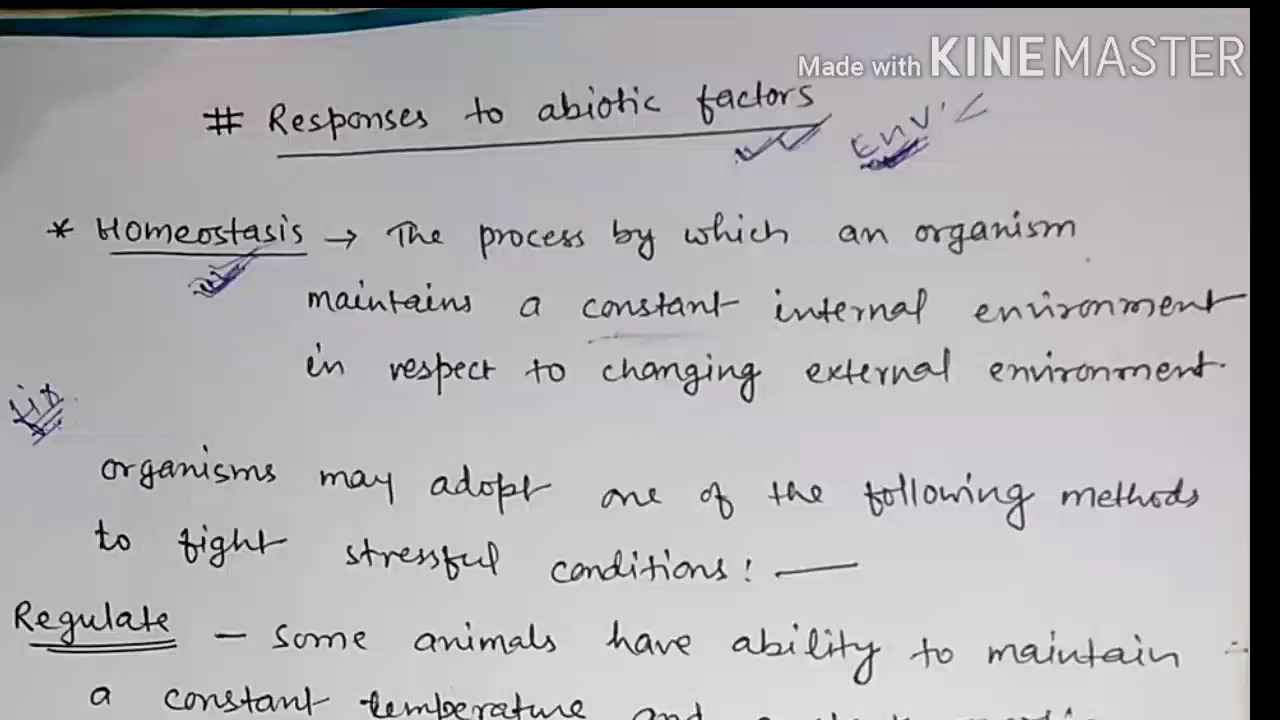 Made with KINEMASTER
# Responses to abiotic factors
Env'
* Homeostasis → The process by which an organism
maintains a constant internal environment
in respect to changing external environment.
organisms may adopt one of the following methods
to fight stressful conditions : —
Regulate – Some animals have ability to maintain
a constant temperature and a